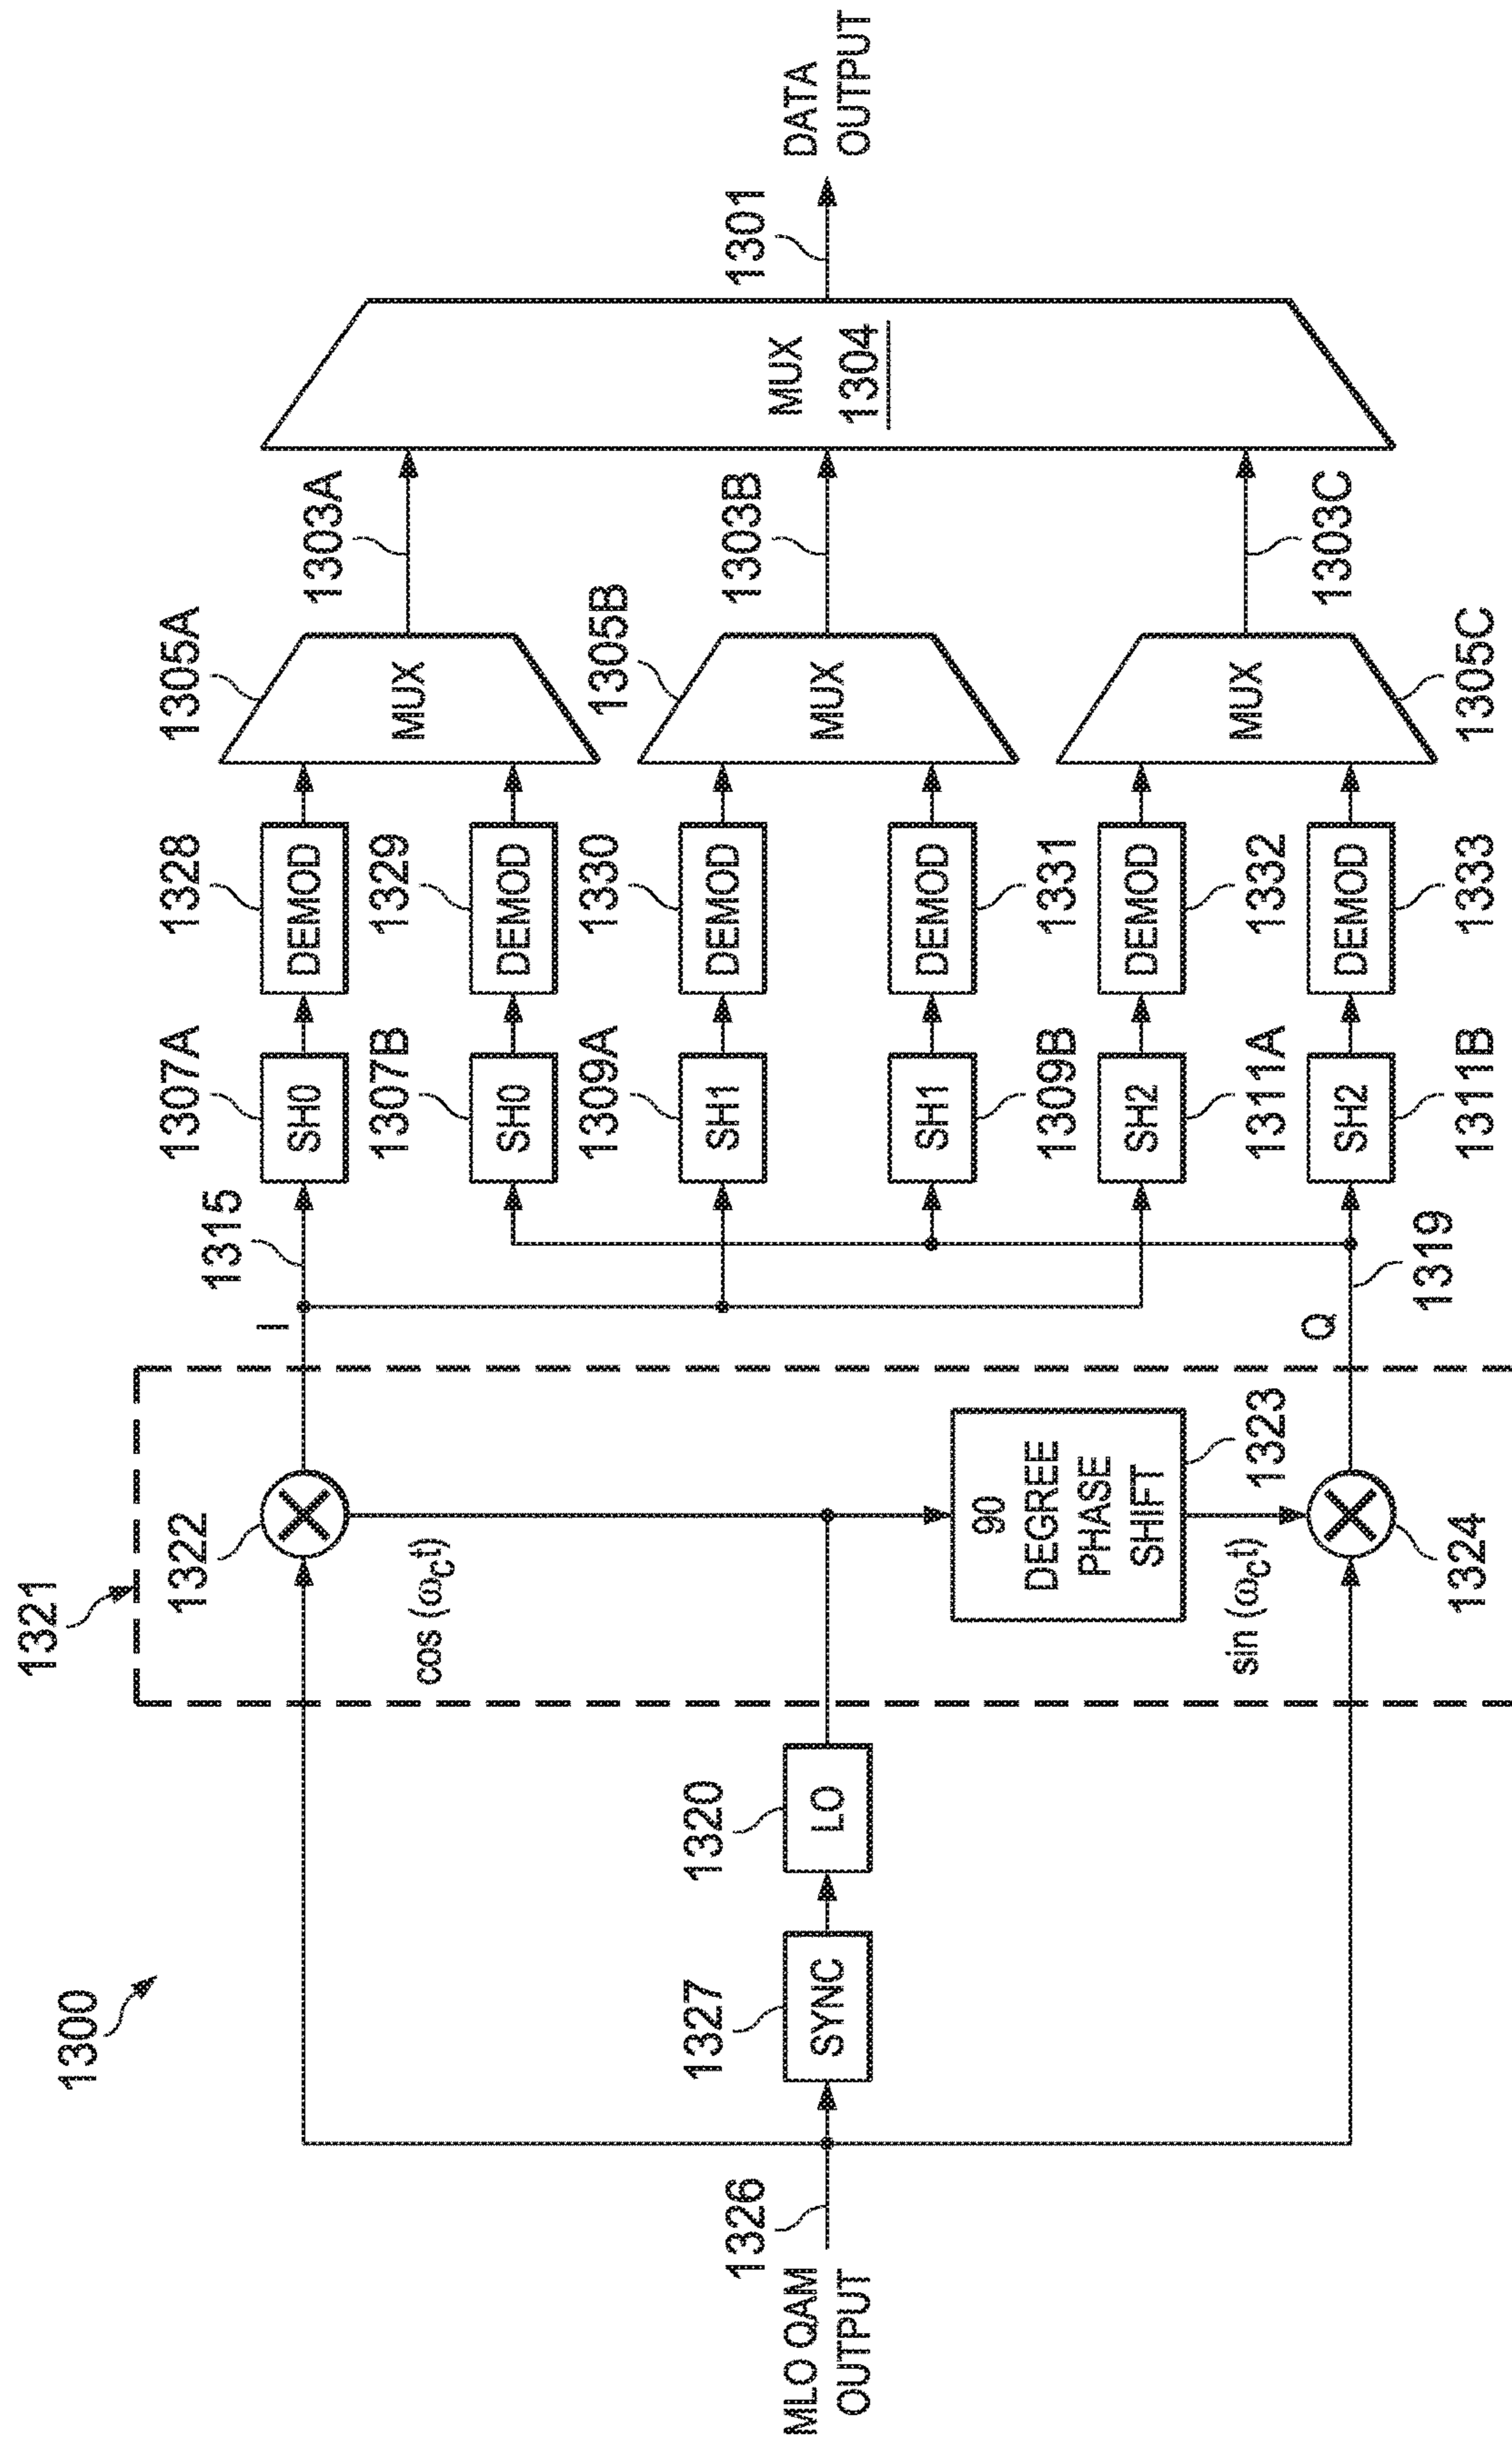 1300
1326
MLO QAM
OUTPUT
1327
SYNC
1320
LO
1321
1322
cos (ωct)
90
DEGREE
PHASE
SHIFT
1323
sin (ωct)
1324
I
1315
Q
1319
1307A
SH0
1328
DEMOD
1307B
SH0
1329
DEMOD
1309A
SH1
1330
DEMOD
SH1
1309B
DEMOD
1331
SH2
1311A
DEMOD
1332
SH2
1311B
DEMOD
1333
1305A
MUX
1305B
MUX
MUX
1305C
1303A
1303B
1303C
MUX
1304
1301
DATA
OUTPUT